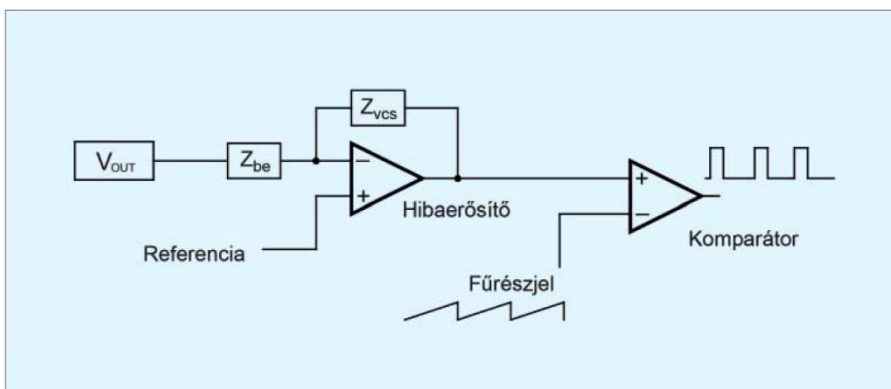 Z_vcs
V_OUT
Z_be
−
+
Hibaerősítő
+
−
Komparátor
Referencia
Fűrészjel